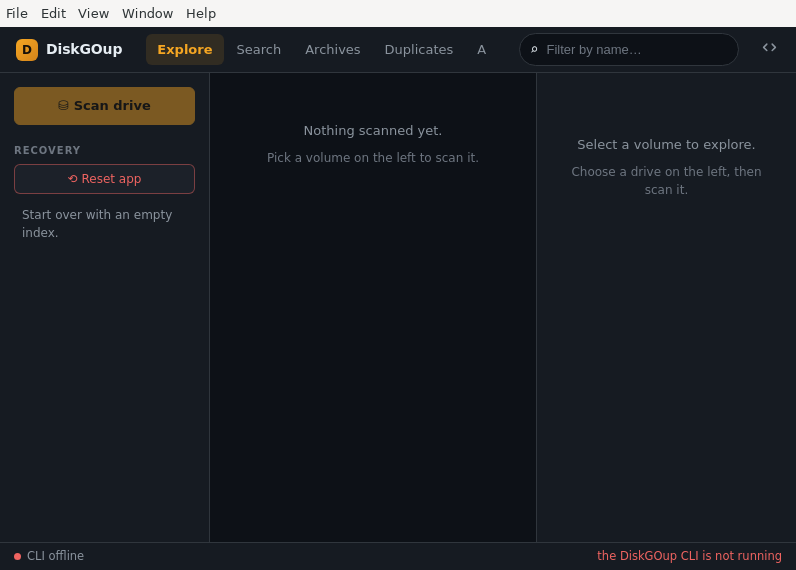 File Edit View Window Help
D DiskGOup Explore Search Archives Duplicates A Filter by name…
Scan drive
RECOVERY
Reset app
Start over with an empty
index.
Nothing scanned yet.
Pick a volume on the left to scan it.
Select a volume to explore.
Choose a drive on the left, then
scan it.
CLI offline
the DiskGOup CLI is not running